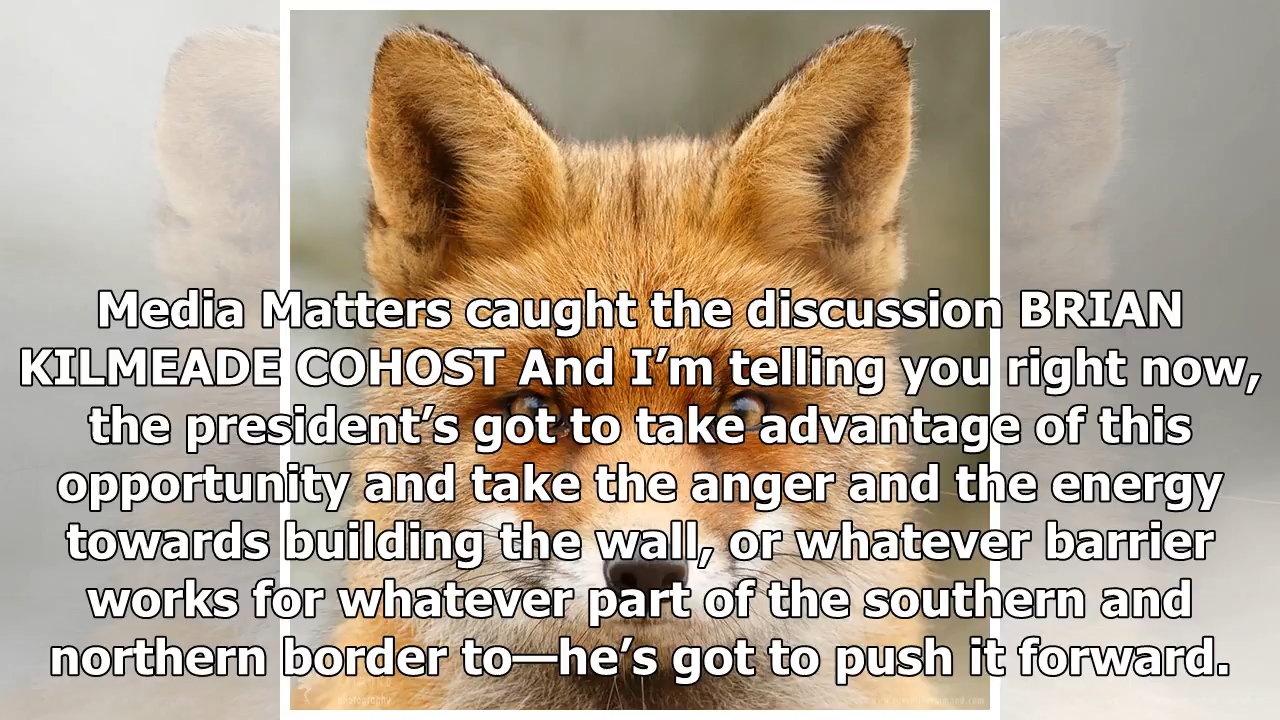 Media Matters caught the discussion BRIAN
KILMEADE COHOST And I’m telling you right now,
the president’s got to take advantage of this
opportunity and take the anger and the energy
towards building the wall, or whatever barrier
works for whatever part of the southern and
northern border to—he’s got to push it forward.
photography